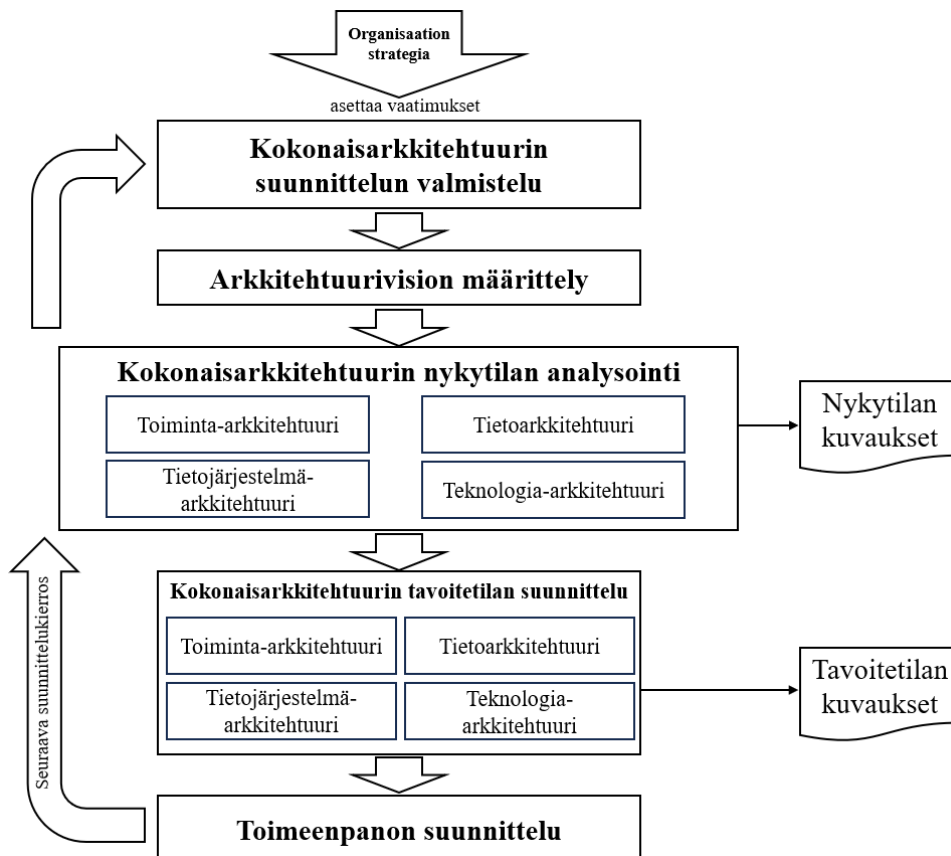 Organisaation
strategia
asettaa vaatimukset
Kokonaisarkkitehtuurin
suunnittelun valmistelu
Arkkitehtuurivision määrittely
Kokonaisarkkitehtuurin nykytilan analysointi
Toiminta-arkkitehtuuri
Tietoarkkitehtuuri
Tietojärjestelmä-
arkkitehtuuri
Teknologia-arkkitehtuuri
Nykytilan
kuvaukset
Kokonaisarkkitehtuurin tavoitetilan suunnittelu
Toiminta-arkkitehtuuri
Tietoarkkitehtuuri
Tietojärjestelmä-
arkkitehtuuri
Teknologia-
arkkitehtuuri
Tavoitetilan
kuvaukset
Seuraava suunnittelukierros
Toimeenpanon suunnittelu